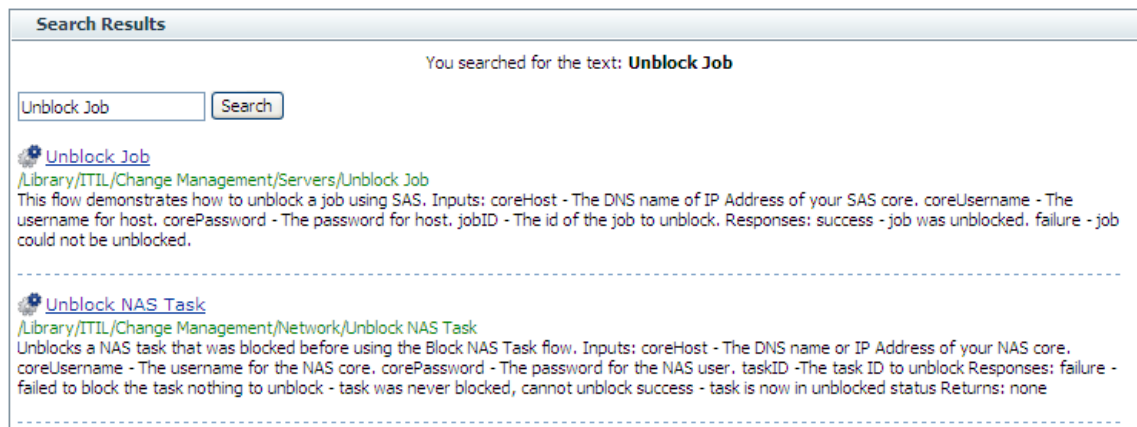 Search Results
You searched for the text: Unblock Job
Unblock Job Search
Unblock Job
/Library/ITIL/Change Management/Servers/Unblock Job
This flow demonstrates how to unblock a job using SAS. Inputs: coreHost - The DNS name of IP Address of your SAS core. coreUsername - The
username for host. corePassword - The password for host. jobID - The id of the job to unblock. Responses: success - job was unblocked. failure - job
could not be unblocked.
Unblock NAS Task
/Library/ITIL/Change Management/Network/Unblock NAS Task
Unblocks a NAS task that was blocked before using the Block NAS Task flow. Inputs: coreHost - The DNS name or IP Address of your NAS core.
coreUsername - The username for the NAS core. corePassword - The password for the NAS user. taskID -The task ID to unblock Responses: failure -
failed to block the task nothing to unblock - task was never blocked, cannot unblock success - task is now in unblocked status Returns: none